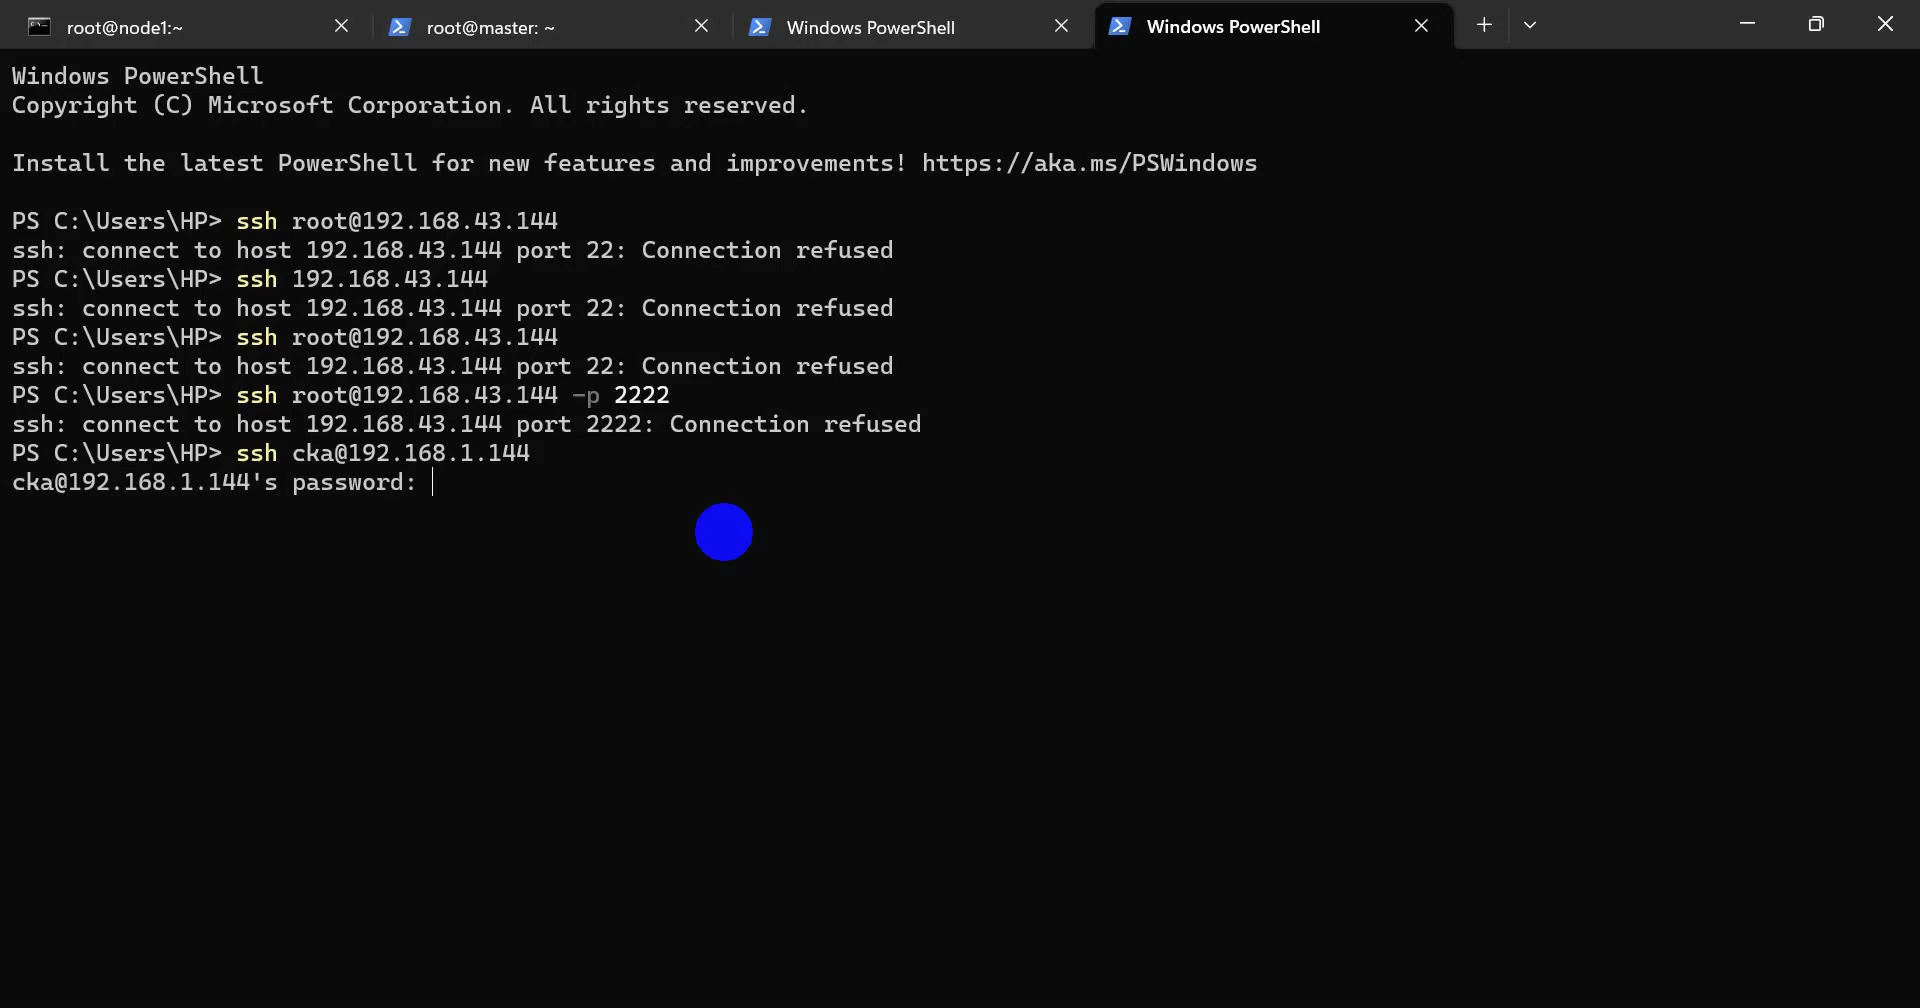 root@node1:~
root@master: ~
Windows PowerShell
Windows PowerShell
Windows PowerShell
Copyright (C) Microsoft Corporation. All rights reserved.
Install the latest PowerShell for new features and improvements! https://aka.ms/PSWindows
PS C:\Users\HP> ssh root@192.168.43.144
ssh: connect to host 192.168.43.144 port 22: Connection refused
PS C:\Users\HP> ssh 192.168.43.144
ssh: connect to host 192.168.43.144 port 22: Connection refused
PS C:\Users\HP> ssh root@192.168.43.144
ssh: connect to host 192.168.43.144 port 22: Connection refused
PS C:\Users\HP> ssh root@192.168.43.144 -p 2222
ssh: connect to host 192.168.43.144 port 2222: Connection refused
PS C:\Users\HP> ssh cka@192.168.1.144
cka@192.168.1.144's password: